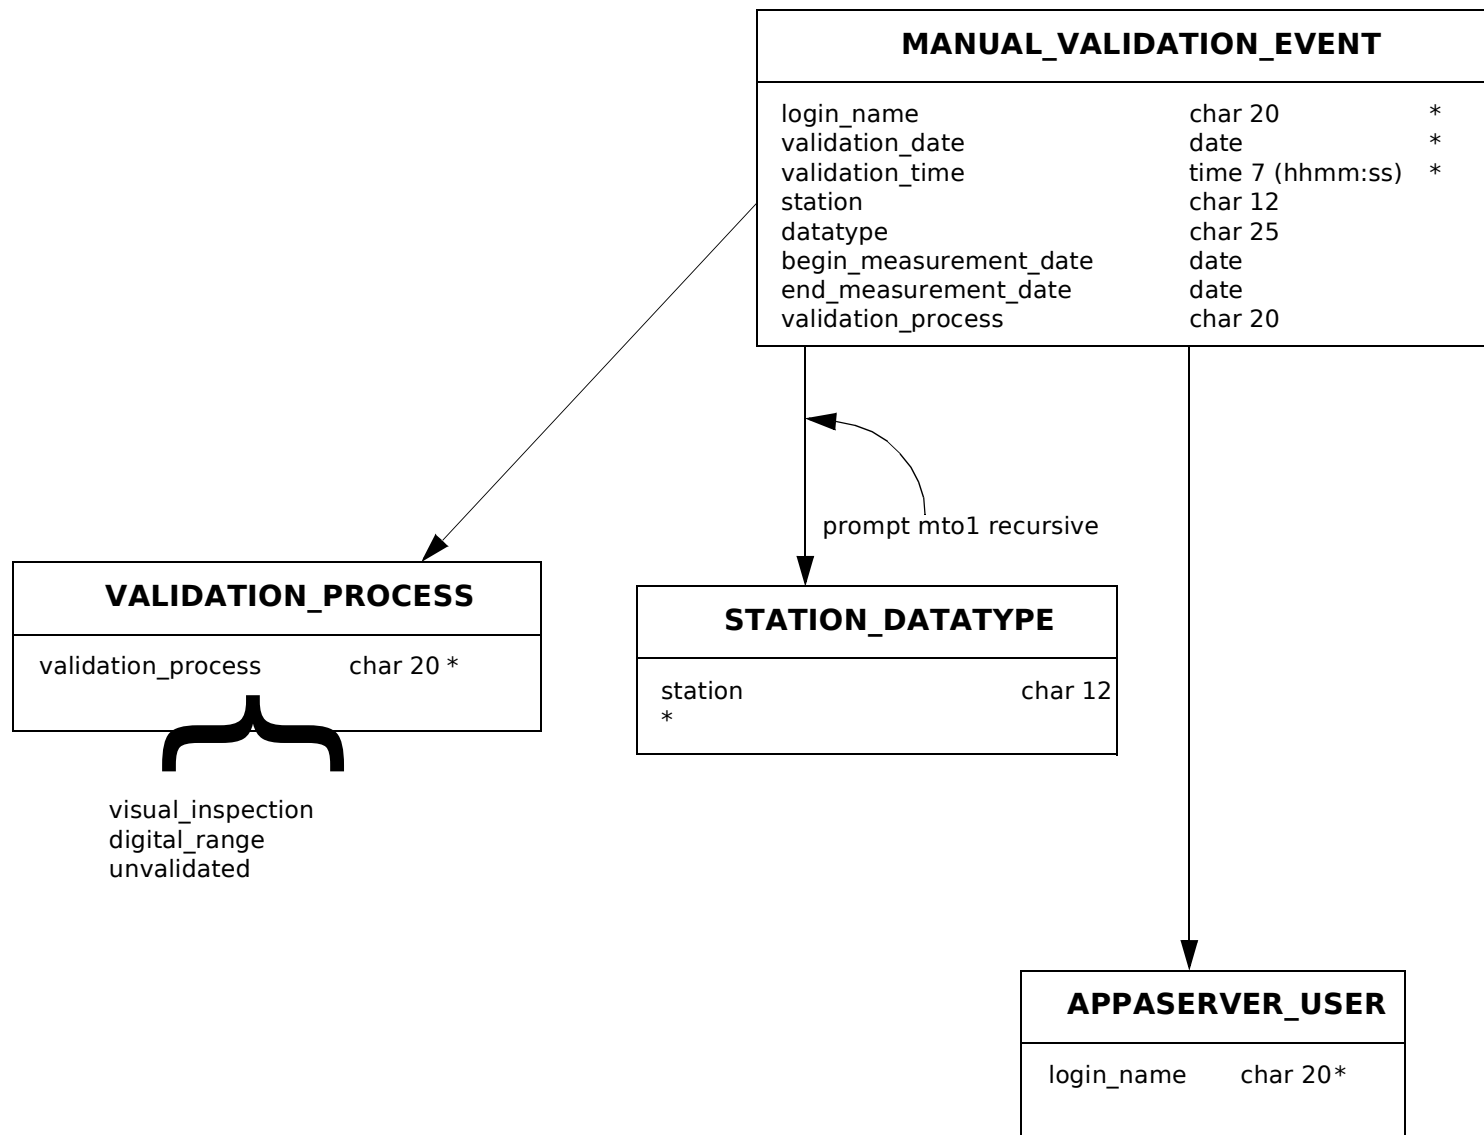 MANUAL_VALIDATION_EVENT
login_name char 20 *
validation_date date *
validation_time time 7 (hhmm:ss) *
station char 12
datatype char 25
begin_measurement_date date
end_measurement_date date
validation_process char 20
prompt mto1 recursive
VALIDATION_PROCESS
validation_process char 20 *
visual_inspection
digital_range
unvalidated
STATION_DATATYPE
station char 12
*
APPASERVER_USER
login_name char 20*